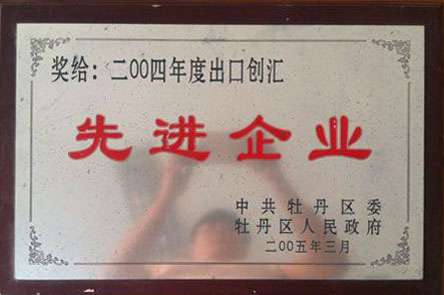 奖给：二00四年度出口创汇
先进企业
中共牡丹区委
牡丹区人民政府
二00五年三月